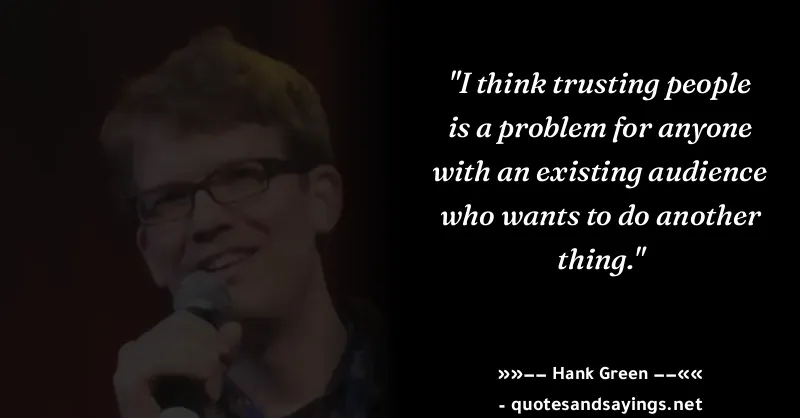 "I think trusting people
is a problem for anyone
with an existing audience
who wants to do another
thing."
»»−− Hank Green −−««
- quotesandsayings.net